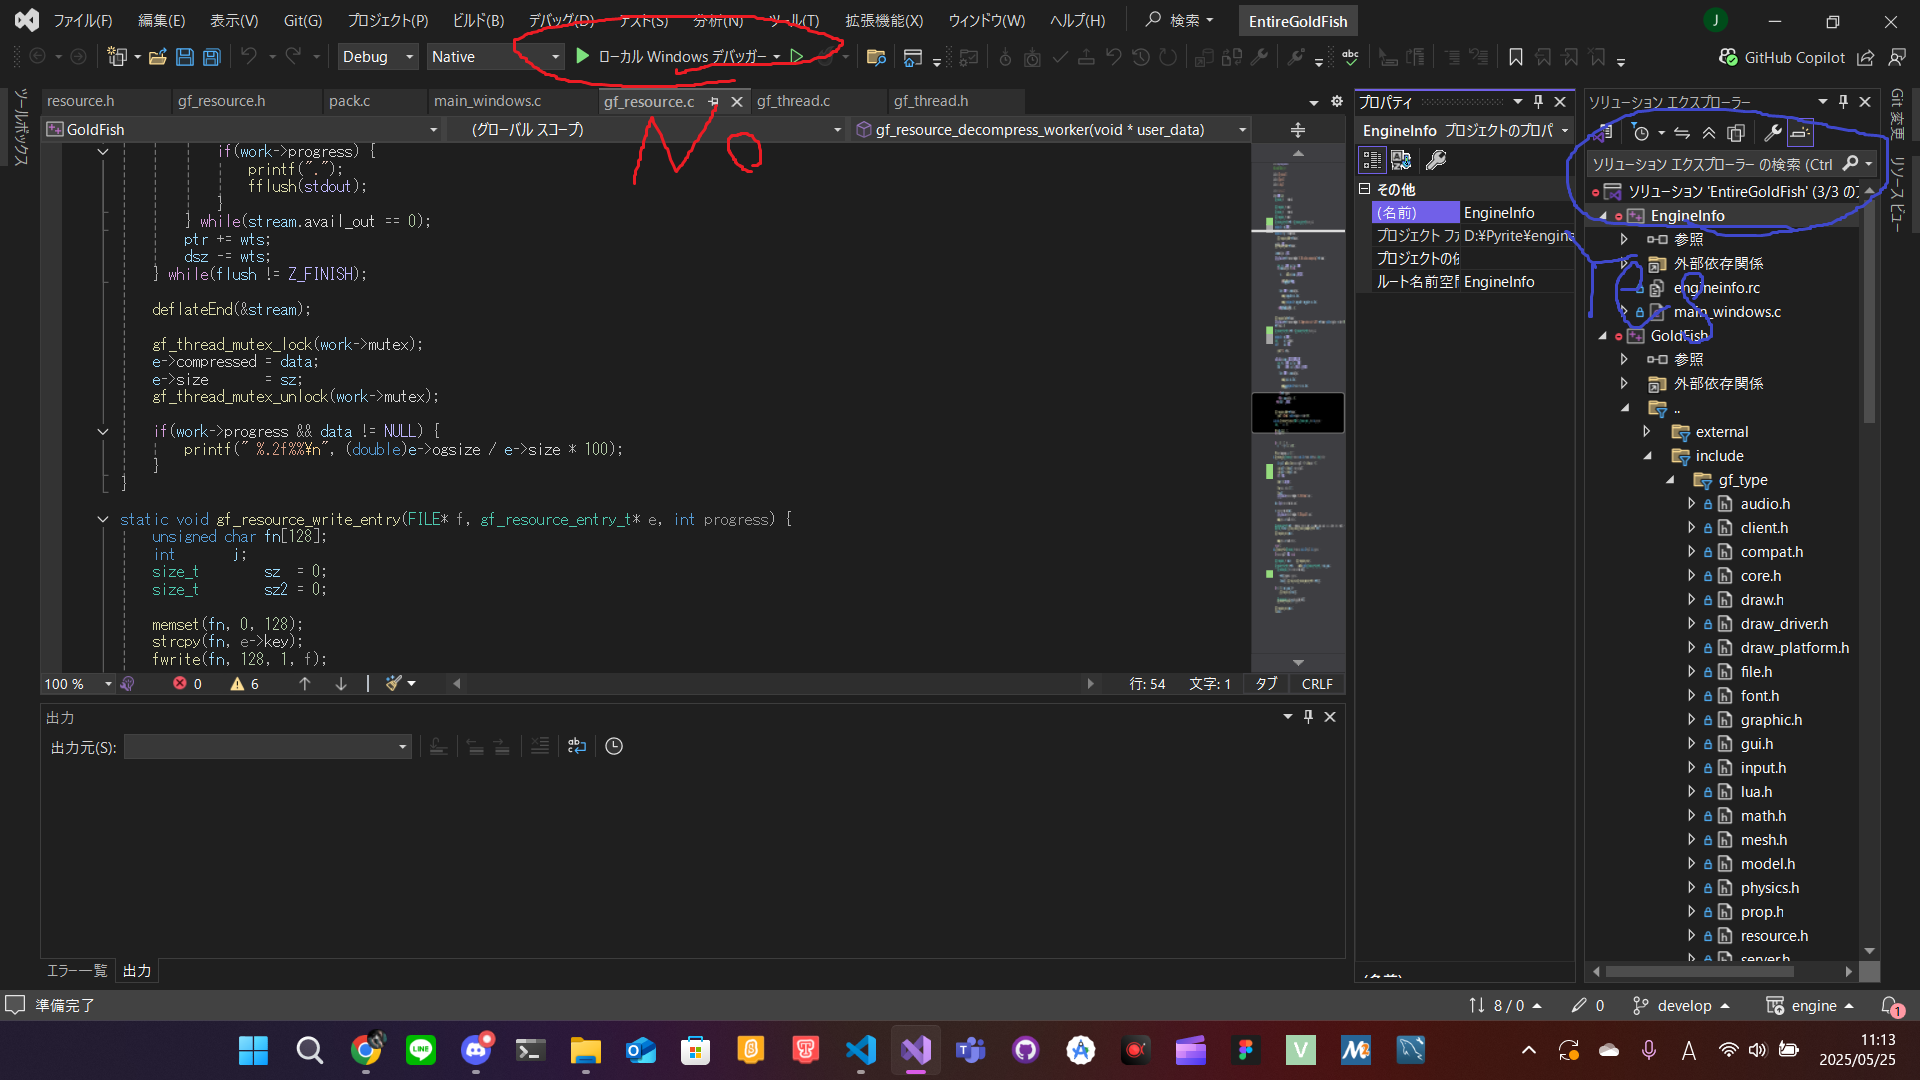 ファイル(F) 編集(E) 表示(V) Git(G) プロジェクト(P) ビルド(B) デバッグ(D) テスト(S) 分析(N) ツール(T) 拡張機能(X) ウィンドウ(W) ヘルプ(H) 検索 EntireGoldFish J
Debug Native ローカル Windows デバッガー GitHub Copilot
ツールボックス
resource.h gf_resource.h pack.c main_windows.c gf_resource.c gf_thread.c gf_thread.h
GoldFish (グローバル スコープ) gf_resource_decompress_worker(void * user_data)
No
if(work->progress) {
printf(".");
fflush(stdout);
}
} while(stream.avail_out == 0);
ptr += wts;
dsz -= wts;
} while(flush != Z_FINISH);
deflateEnd(&stream);
gf_thread_mutex_lock(work->mutex);
e->compressed = data;
e->size = sz;
gf_thread_mutex_unlock(work->mutex);
if(work->progress && data != NULL) {
printf(" %.2f%%¥n", (double)e->ogsize / e->size * 100);
}
}
static void gf_resource_write_entry(FILE* f, gf_resource_entry_t* e, int progress) {
unsigned char fn[128];
int j;
size_t sz = 0;
size_t sz2 = 0;
memset(fn, 0, 128);
strcpy(fn, e->key);
fwrite(fn, 128, 1, f);
100 % 0 6 行: 54 文字: 1 タブ CRLF
出力
出力元(S):
エラー一覧 出力
プロパティ
EngineInfo プロジェクトのプロパ
その他
(名前) EngineInfo
プロジェクト ファ D:¥Pyrite¥engine
プロジェクトの依
ルート名前空間 EngineInfo
ソリューション エクスプローラー
ソリューション エクスプローラー の検索 (Ctrl
ソリューション 'EntireGoldFish' (3/3 の
EngineInfo
参照
外部依存関係
engineinfo.rc
main_windows.c
Yes
GoldFish
参照
外部依存関係
..
external
include
gf_type
audio.h
client.h
compat.h
core.h
draw.h
draw_driver.h
draw_platform.h
file.h
font.h
graphic.h
gui.h
input.h
lua.h
math.h
mesh.h
model.h
physics.h
prop.h
resource.h
server.h
Git 変更
リソース ビュー
準備完了 8 / 0 0 develop engine 1
LINE V A 11:13
2025/05/25